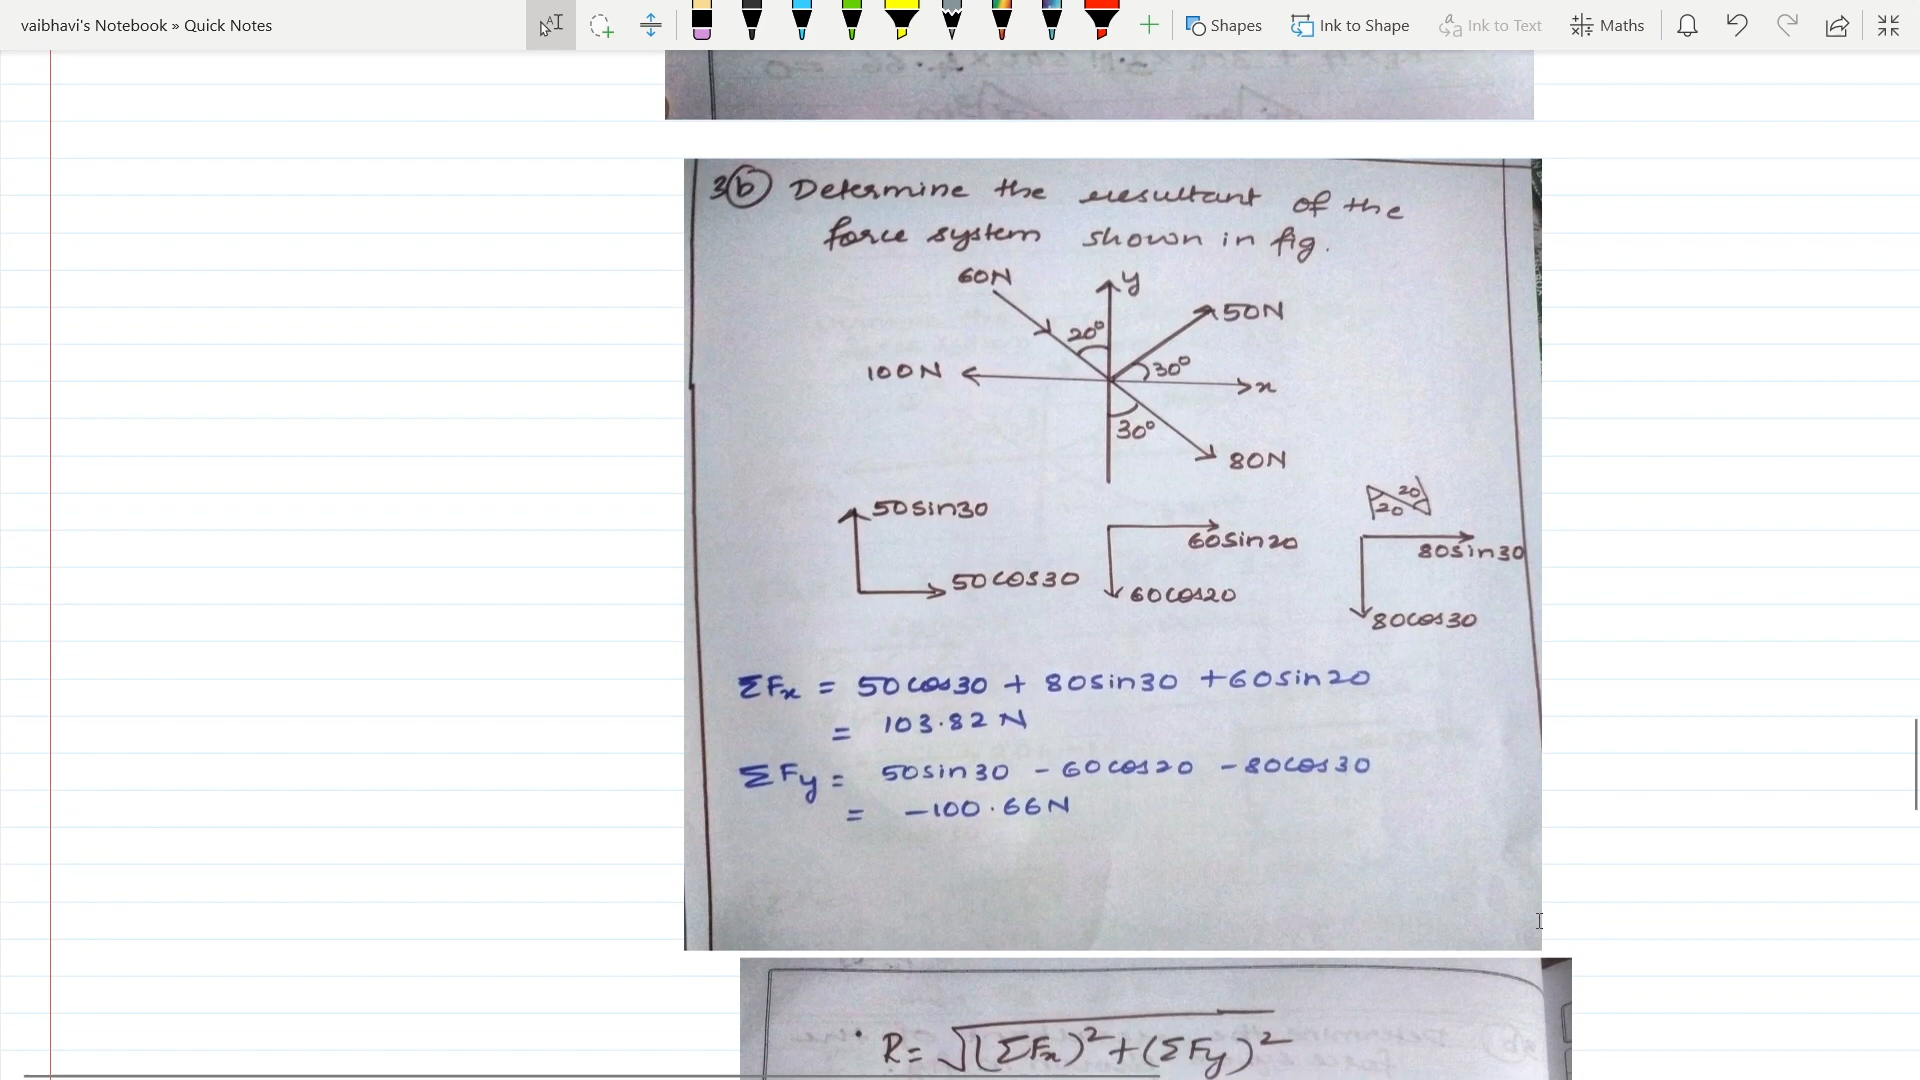 vaibhavi's Notebook » Quick Notes
Shapes
Ink to Shape
Ink to Text
Maths
3(b) Determine the resultant of the
force system shown in fig.
60N
y
50N
20°
30°
100N
x
30°
80N
50sin30
50cos30
60sin20
60cos20
20
20
80sin30
80cos30
ΣFx = 50cos30 + 80sin30 +60sin20
= 103.82 N
ΣFy = 50sin30 - 60cos20 - 80cos30
= -100.66N
R= √(ΣFx)²+(ΣFy)²